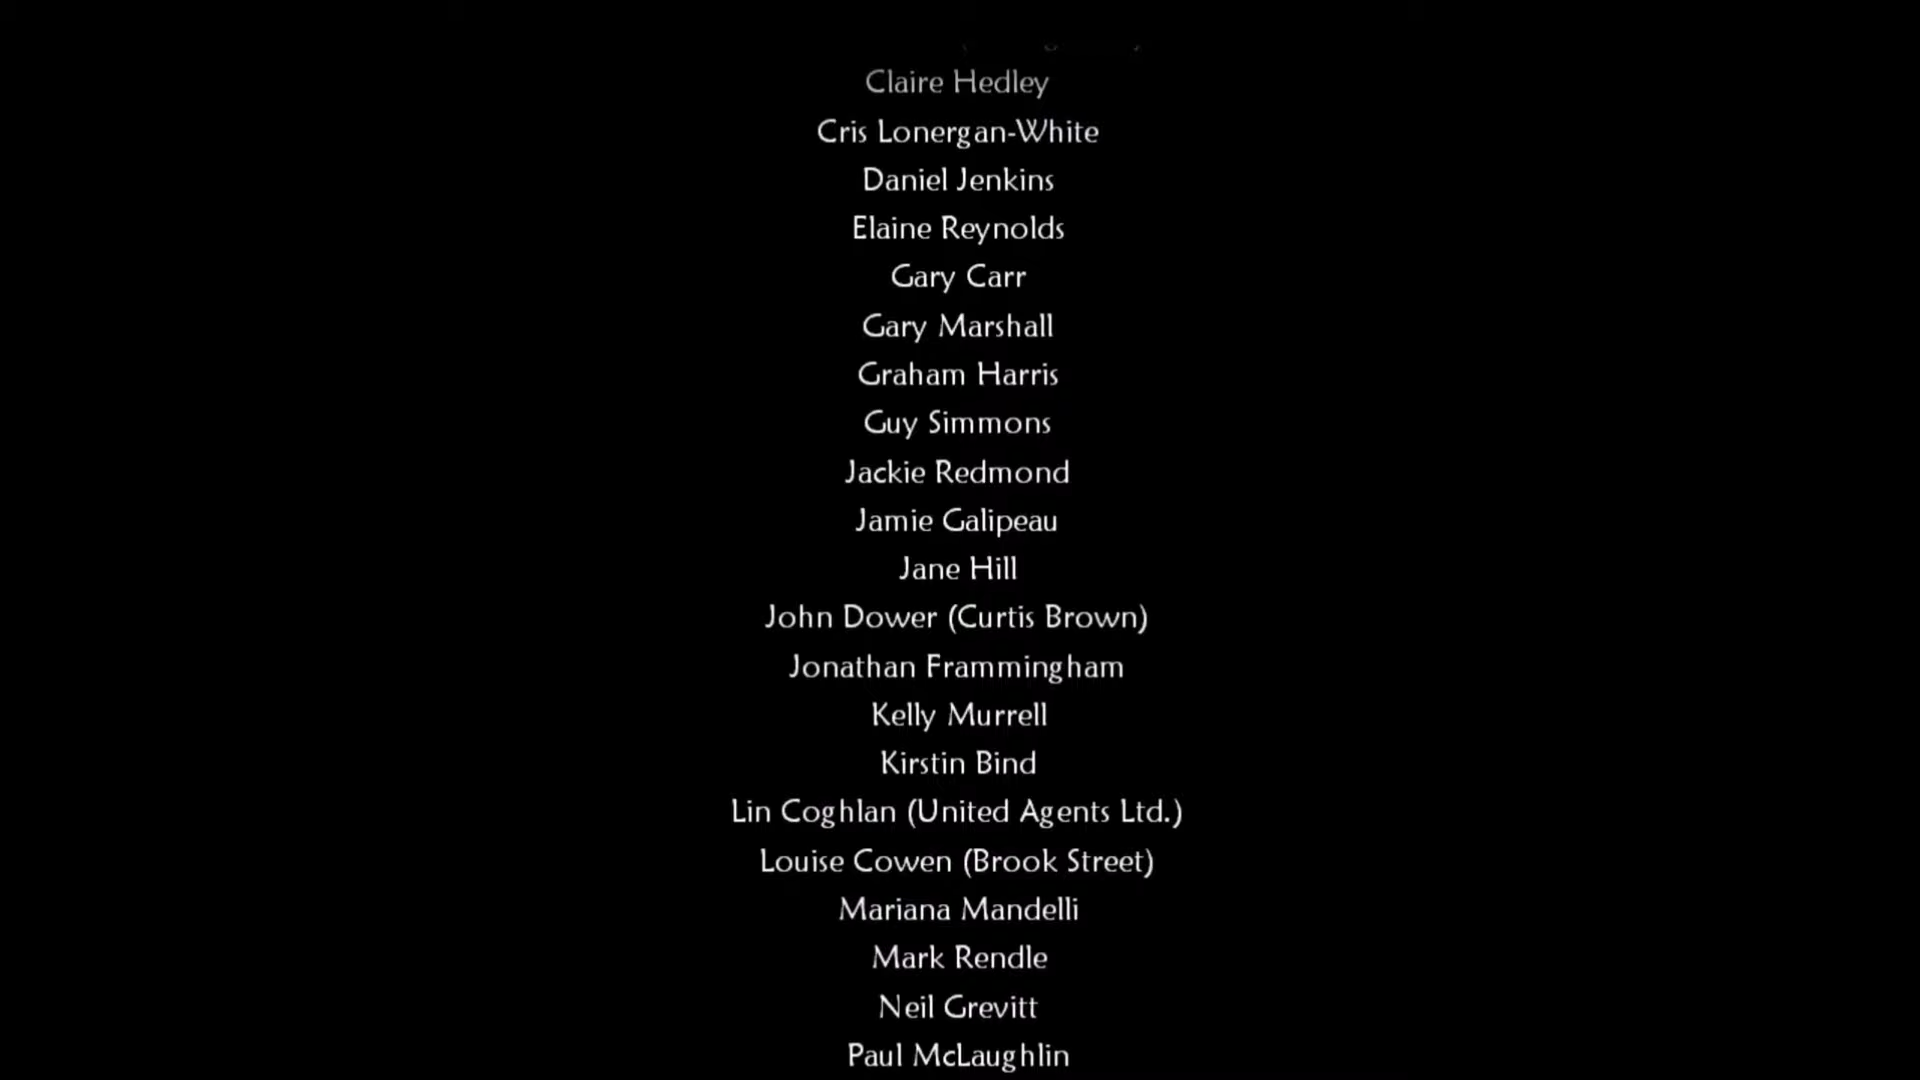 Claire Hedley
Cris Lonergan-White
Daniel Jenkins
Elaine Reynolds
Gary Carr
Gary Marshall
Graham Harris
Guy Simmons
Jackie Redmond
Jamie Galipeau
Jane Hill
John Dower (Curtis Brown)
Jonathan Frammingham
Kelly Murrell
Kirstin Bind
Lin Coghlan (United Agents Ltd.)
Louise Cowen (Brook Street)
Mariana Mandelli
Mark Rendle
Neil Grevitt
Paul McLaughlin